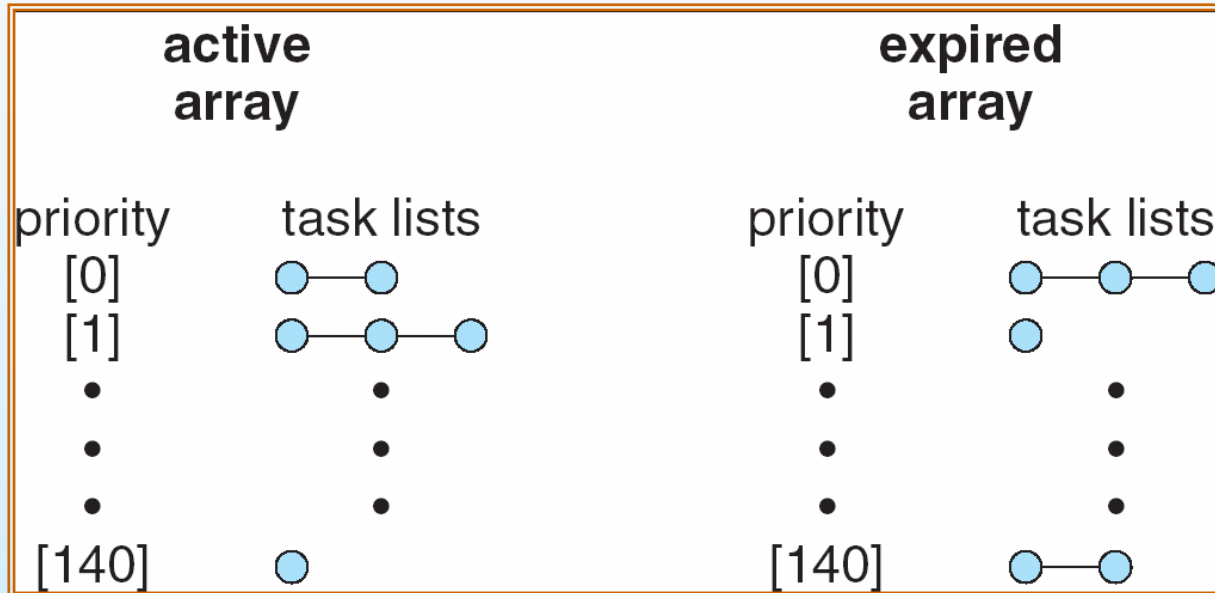 active
array
expired
array
priority task lists
[0]
[1]
[140]
priority task lists
[0]
[1]
[140]